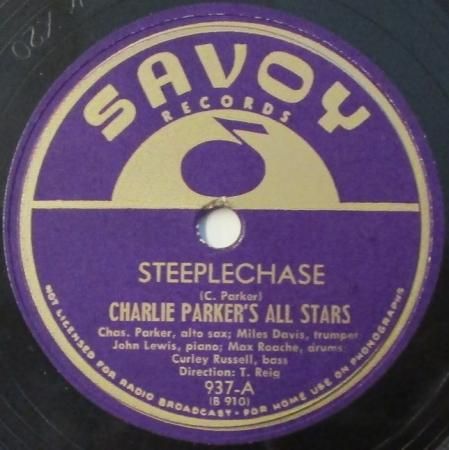 SAVOY
RECORDS
STEEPLECHASE
(C. Parker)
CHARLIE PARKER'S ALL STARS
Chas. Parker, alto sax; Miles Davis, trumpet
John Lewis, piano; Max Roache, drums;
Curley Russell, bass
Direction: T. Reig
937-A
(B 910)
NOT LICENSED FOR RADIO BROADCAST • FOR HOME USE ON PHONOGRAPHS